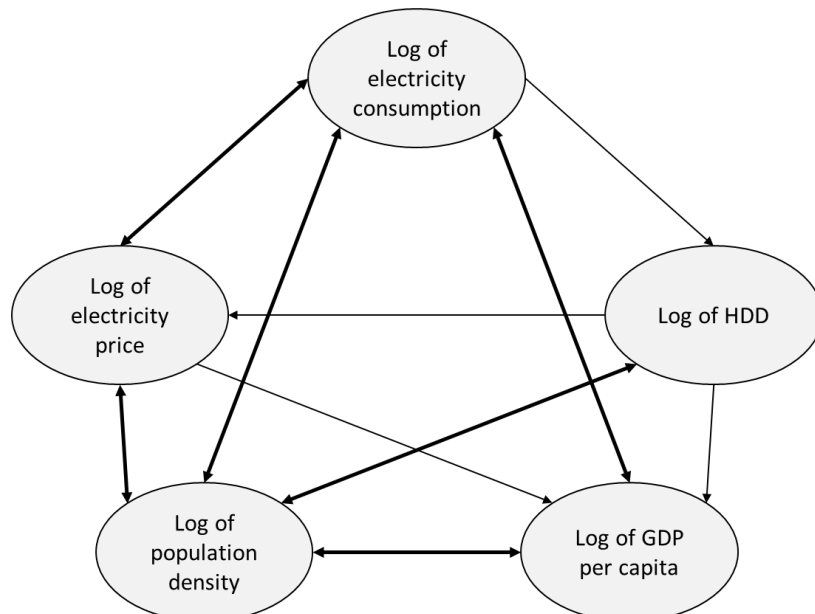 Log of
electricity
consumption
Log of
electricity
price
Log of HDD
Log of
population
density
Log of GDP
per capita